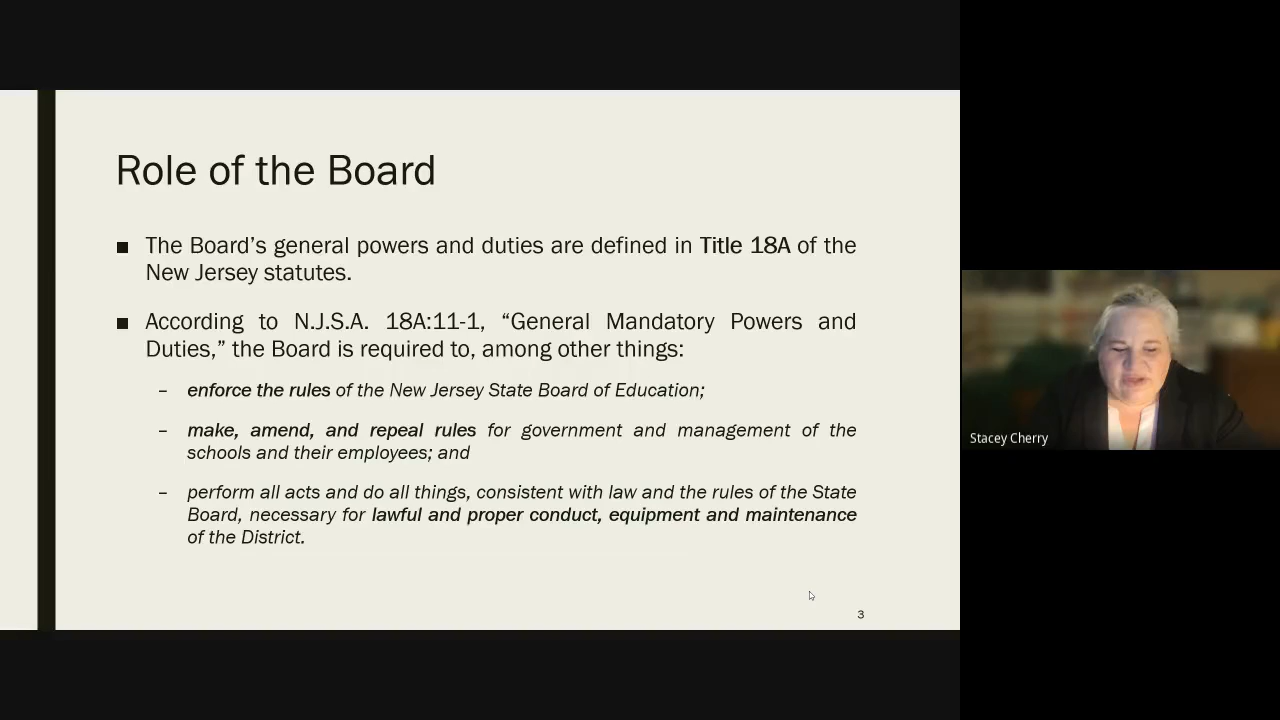 Role of the Board
■ The Board’s general powers and duties are defined in Title 18A of the
New Jersey statutes.
■ According to N.J.S.A. 18A:11-1, “General Mandatory Powers and
Duties,” the Board is required to, among other things:
– enforce the rules of the New Jersey State Board of Education;
– make, amend, and repeal rules for government and management of the
schools and their employees; and
– perform all acts and do all things, consistent with law and the rules of the State
Board, necessary for lawful and proper conduct, equipment and maintenance
of the District.
3
Stacey Cherry